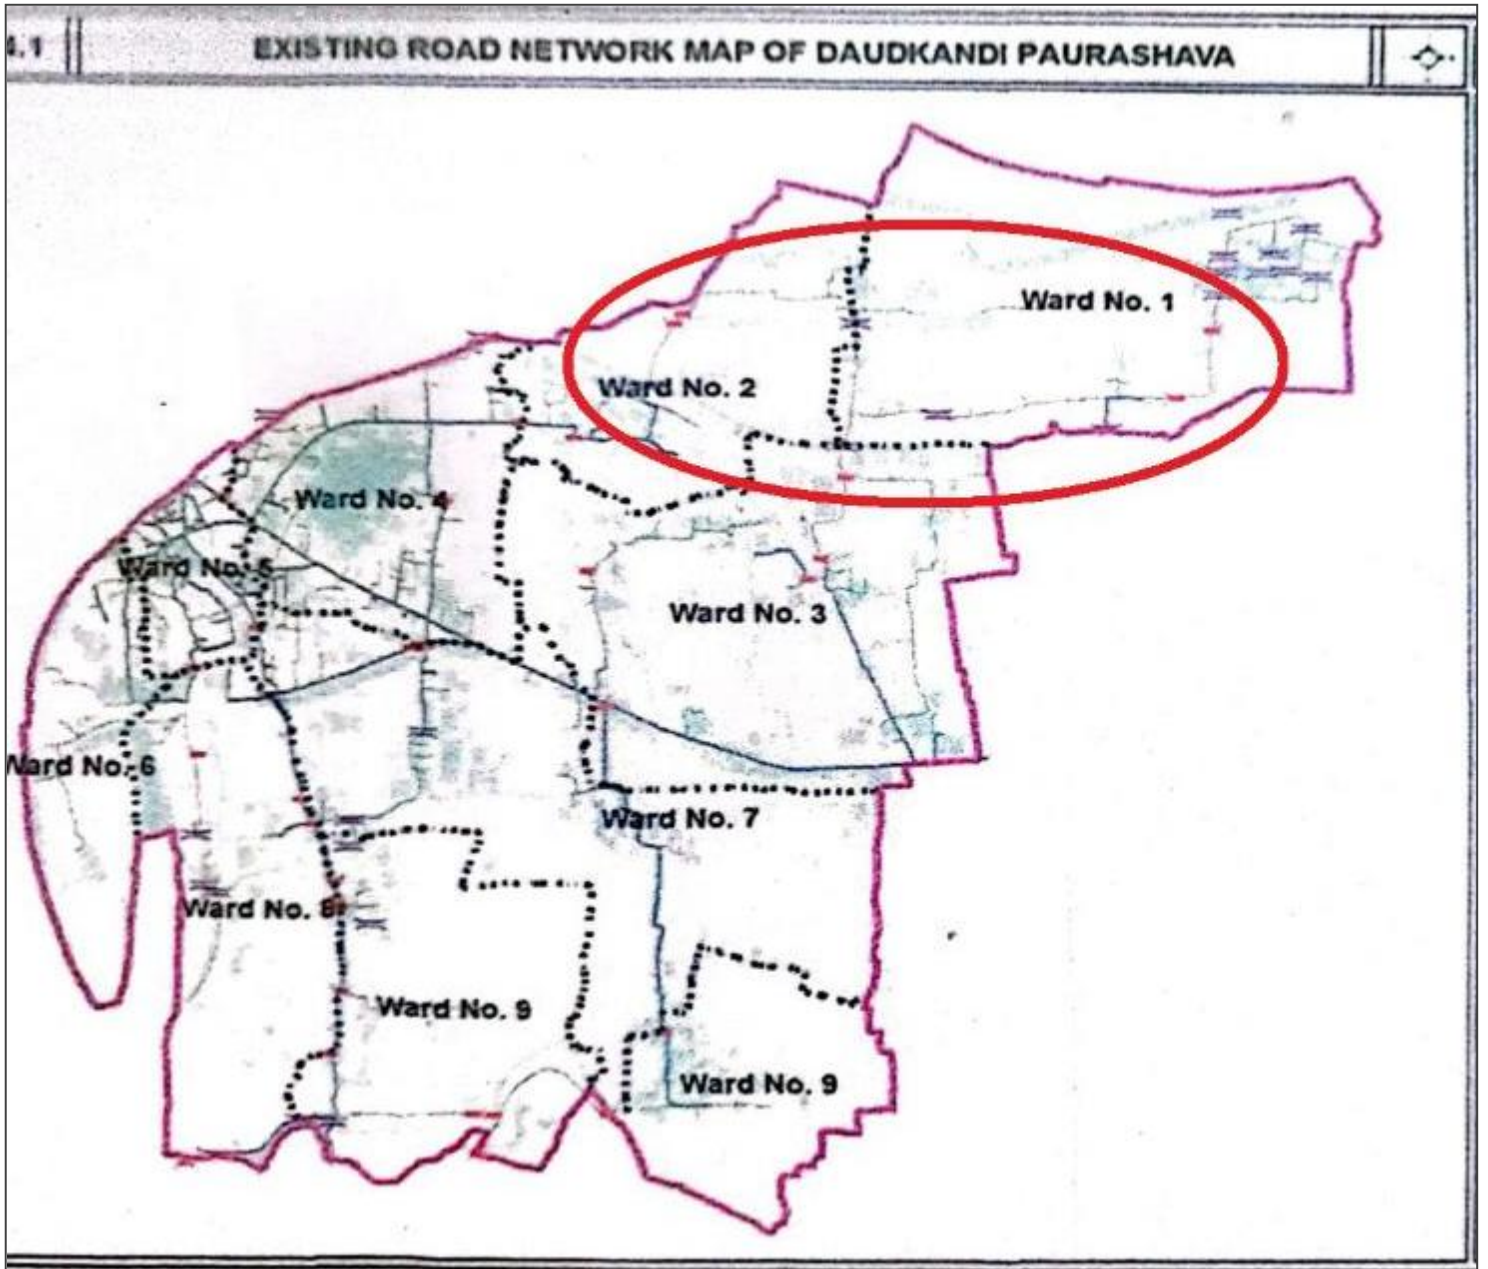 4.1
EXISTING ROAD NETWORK MAP OF DAUDKANDI PAURASHAVA
Ward No. 1
Ward No. 2
Ward No. 4
Ward No. 5
Ward No. 3
Ward No. 6
Ward No. 7
Ward No. 8
Ward No. 9
Ward No. 9